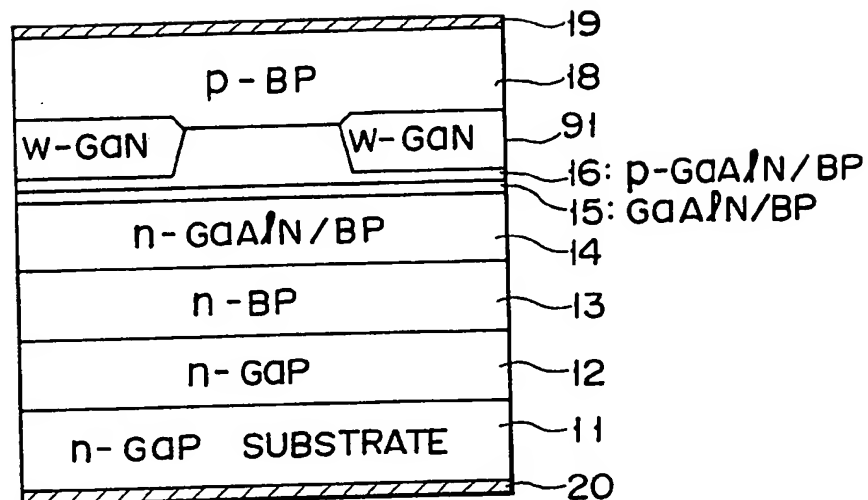 19
p-BP
18
W-GaN W-GaN
91
16: p-GaAlN/BP
15: GaAlN/BP
n-GaAlN/BP
14
n-BP
13
n-GaP
12
n-GaP SUBSTRATE
11
20